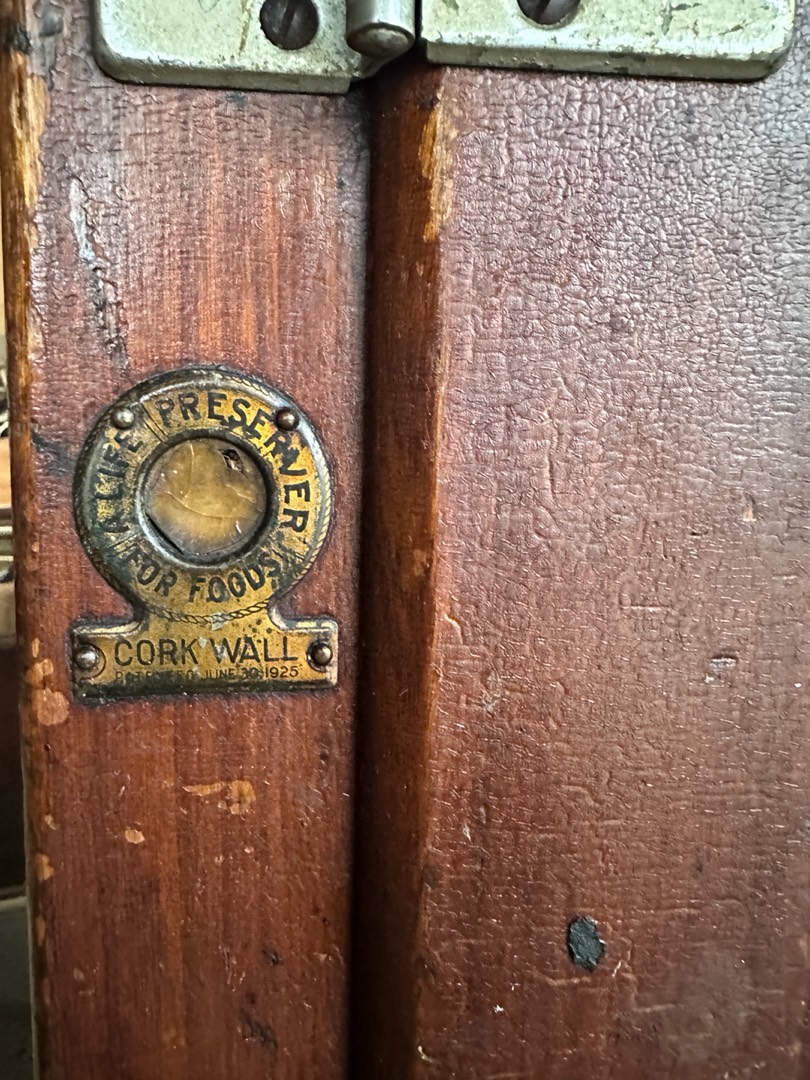 A LIFE PRESERVER
FOR FOODS
CORK WALL
PATENTED JUNE 30-1925